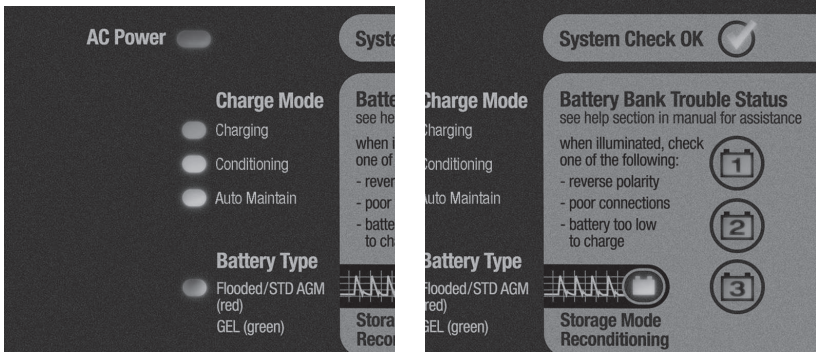 AC Power
Syste
Charge Mode
Charging
Conditioning
Auto Maintain
Battery Type
Flooded/STD AGM
(red)
GEL (green)
Batte
see he
when i
one of
- rever
- poor
- batte
to ch
Stora
Reco
System Check OK
Charge Mode
Charging
Conditioning
Auto Maintain
Battery Type
Flooded/STD AGM
(red)
GEL (green)
Battery Bank Trouble Status
see help section in manual for assistance
when illuminated, check
one of the following:
- reverse polarity
- poor connections
- battery too low
to charge
1
2
3
Storage Mode
Reconditioning